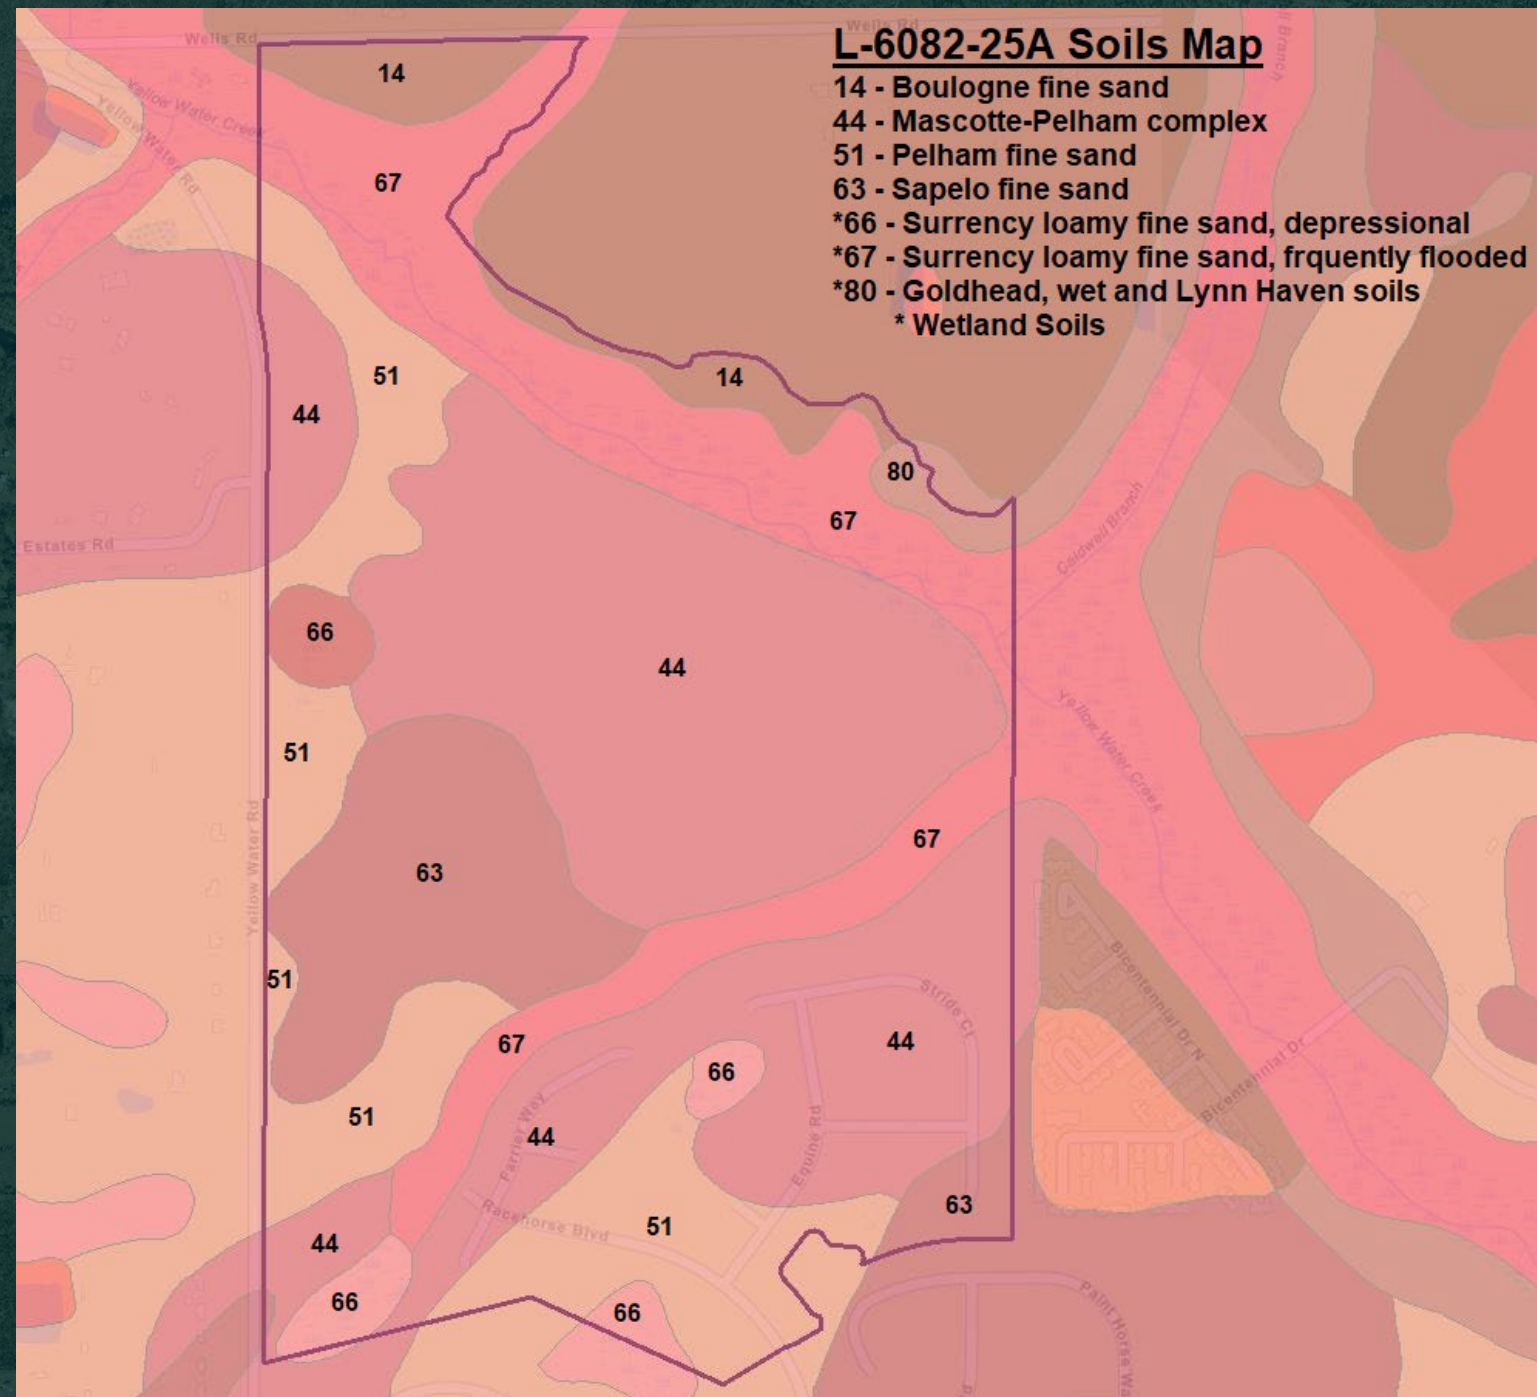 L-6082-25A Soils Map
14 - Boulogne fine sand
44 - Mascotte-Pelham complex
51 - Pelham fine sand
63 - Sapelo fine sand
*66 - Surrency loamy fine sand, depressional
*67 - Surrency loamy fine sand, frquently flooded
*80 - Goldhead, wet and Lynn Haven soils
* Wetland Soils
Wells Rd
Wells Rd
14
Yellow Water Creek
Yellow Water Rd
67
51
14
44
80
67
Estates Rd
Caldwell Branch
66
44
51
Yellow Water Creek
67
63
Yellow Water Rd
51
Stride Ct
Bicentennial Dr N
67
44
66
Bicentennial Dr
51
44
Farrier Way
Equine Rd
63
51
Racehorse Blvd
44
66
66
Paint Horse Wa